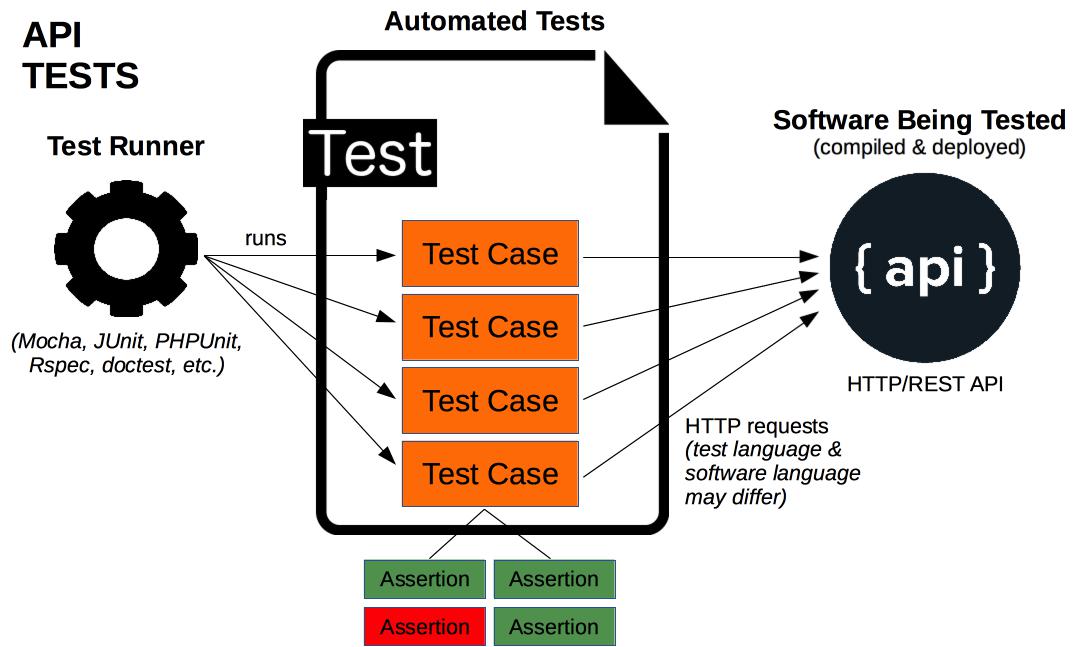 API
TESTS
Automated Tests
Test Runner
Software Being Tested
(compiled & deployed)
Test
runs
Test Case
Test Case
Test Case
Test Case
{ api }
(Mocha, JUnit, PHPUnit,
Rspec, doctest, etc.)
HTTP/REST API
HTTP requests
(test language &
software language
may differ)
Assertion
Assertion
Assertion
Assertion